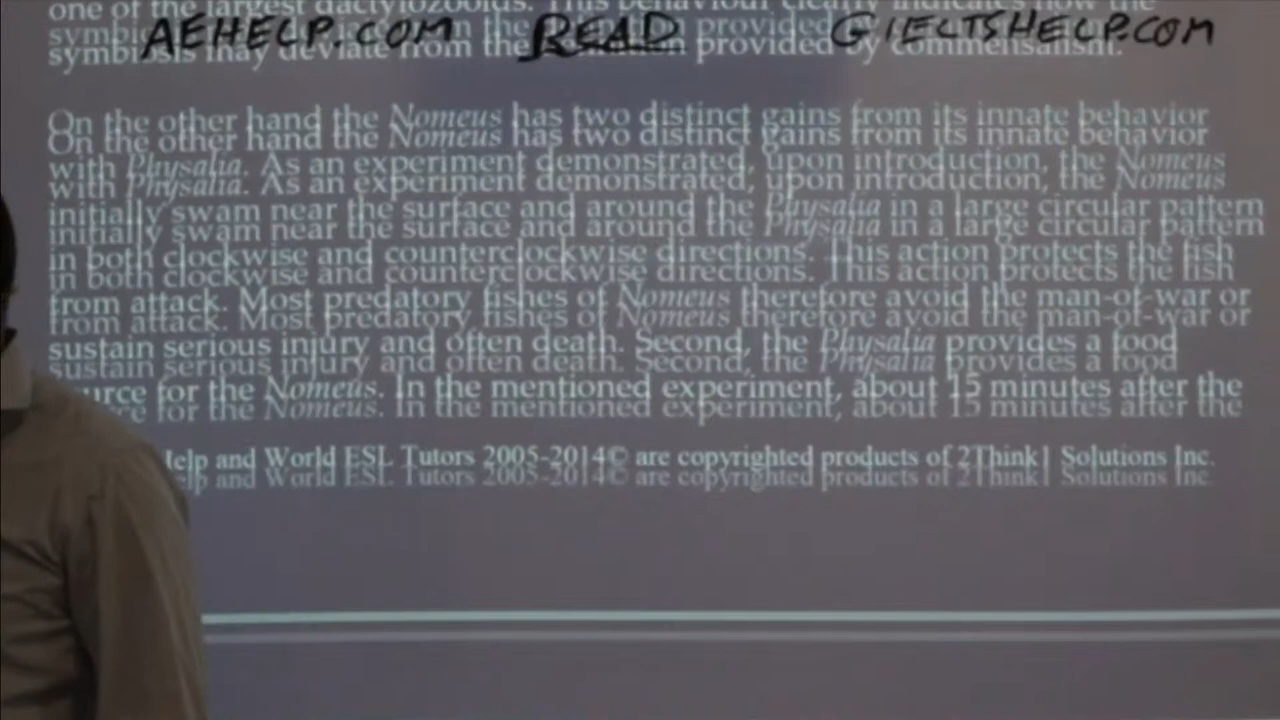 one of the largest dactylozooids. This behaviour clearly indicates how the
AEHELP.COM READ GIELTSHELP.COM
symbiosis may deviate from the provided by commensalism.
On the other hand the Nomeus has two distinct gains from its innate behavior
with Physalia. As an experiment demonstrated, upon introduction, the Nomeus
initially swam near the surface and around the Physalia in a large circular pattern
in both clockwise and counterclockwise directions. This action protects the fish
from attack. Most predatory fishes of Nomeus therefore avoid the man-of-war or
sustain serious injury and often death. Second, the Physalia provides a food
urce for the Nomeus. In the mentioned experiment, about 15 minutes after the
elp and World ESL Tutors 2005-2014© are copyrighted products of 2Think1 Solutions Inc.